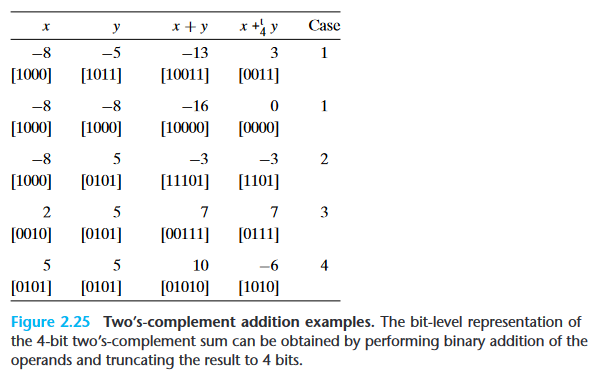 x y x + y x +ᵗ₄ y Case
−8 −5 −13 3 1
[1000] [1011] [10011] [0011]
−8 −8 −16 0 1
[1000] [1000] [10000] [0000]
−8 5 −3 −3 2
[1000] [0101] [11101] [1101]
2 5 7 7 3
[0010] [0101] [00111] [0111]
5 5 10 −6 4
[0101] [0101] [01010] [1010]
Figure 2.25 Two’s-complement addition examples. The bit-level representation of
the 4-bit two’s-complement sum can be obtained by performing binary addition of the
operands and truncating the result to 4 bits.